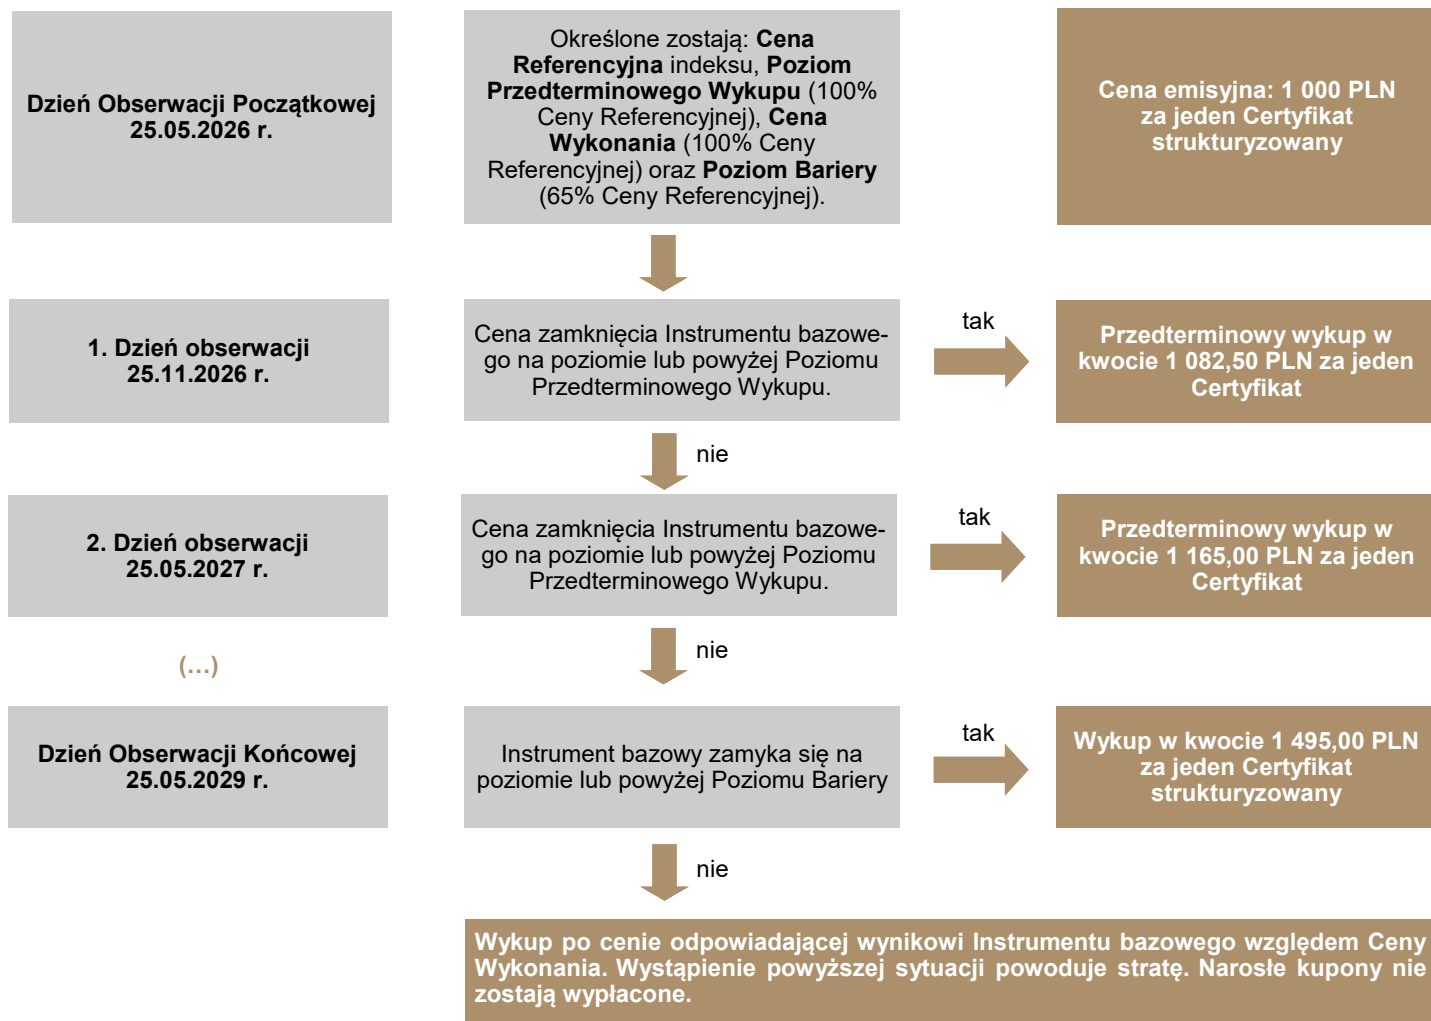 Dzień Obserwacji Początkowej
25.05.2026 r.
Określone zostają: Cena
Referencyjna indeksu, Poziom
Przedterminowego Wykupu (100%
Ceny Referencyjnej), Cena
Wykonania (100% Ceny
Referencyjnej) oraz Poziom Bariery
(65% Ceny Referencyjnej).
Cena emisyjna: 1 000 PLN
za jeden Certyfikat
strukturyzowany
1. Dzień obserwacji
25.11.2026 r.
Cena zamknięcia Instrumentu bazowe-
go na poziomie lub powyżej Poziomu
Przedterminowego Wykupu.
tak
Przedterminowy wykup w
kwocie 1 082,50 PLN za jeden
Certyfikat
nie
2. Dzień obserwacji
25.05.2027 r.
Cena zamknięcia Instrumentu bazowe-
go na poziomie lub powyżej Poziomu
Przedterminowego Wykupu.
tak
Przedterminowy wykup w
kwocie 1 165,00 PLN za jeden
Certyfikat
nie
(…)
Dzień Obserwacji Końcowej
25.05.2029 r.
Instrument bazowy zamyka się na
poziomie lub powyżej Poziomu Bariery
tak
Wykup w kwocie 1 495,00 PLN
za jeden Certyfikat
strukturyzowany
nie
Wykup po cenie odpowiadającej wynikowi Instrumentu bazowego względem Ceny
Wykonania. Wystąpienie powyższej sytuacji powoduje stratę. Narosłe kupony nie
zostają wypłacone.